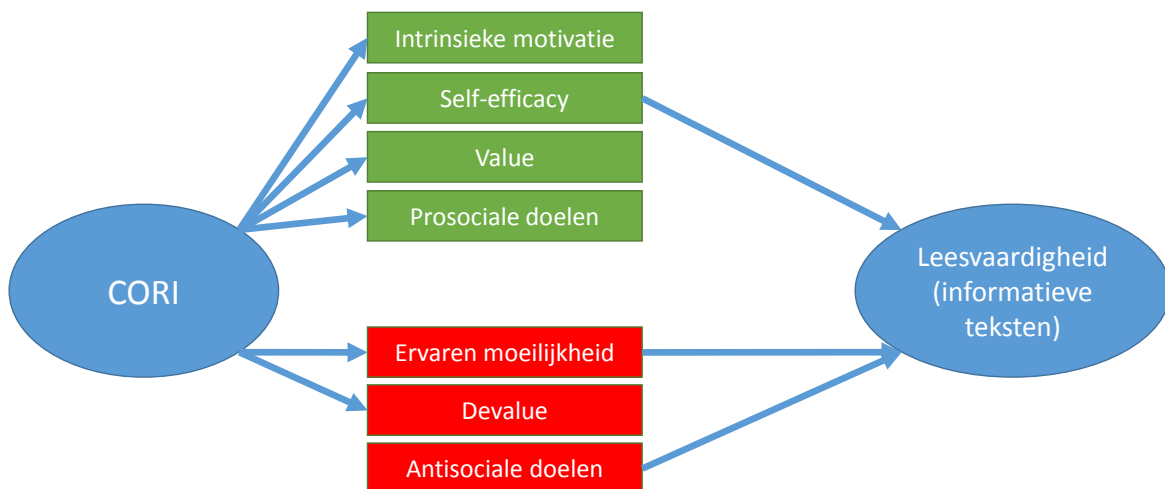 Intrinsieke motivatie
Self-efficacy
Value
Prosociale doelen
CORI
Leesvaardigheid
(informatieve
teksten)
Ervaren moeilijkheid
Devalue
Antisociale doelen